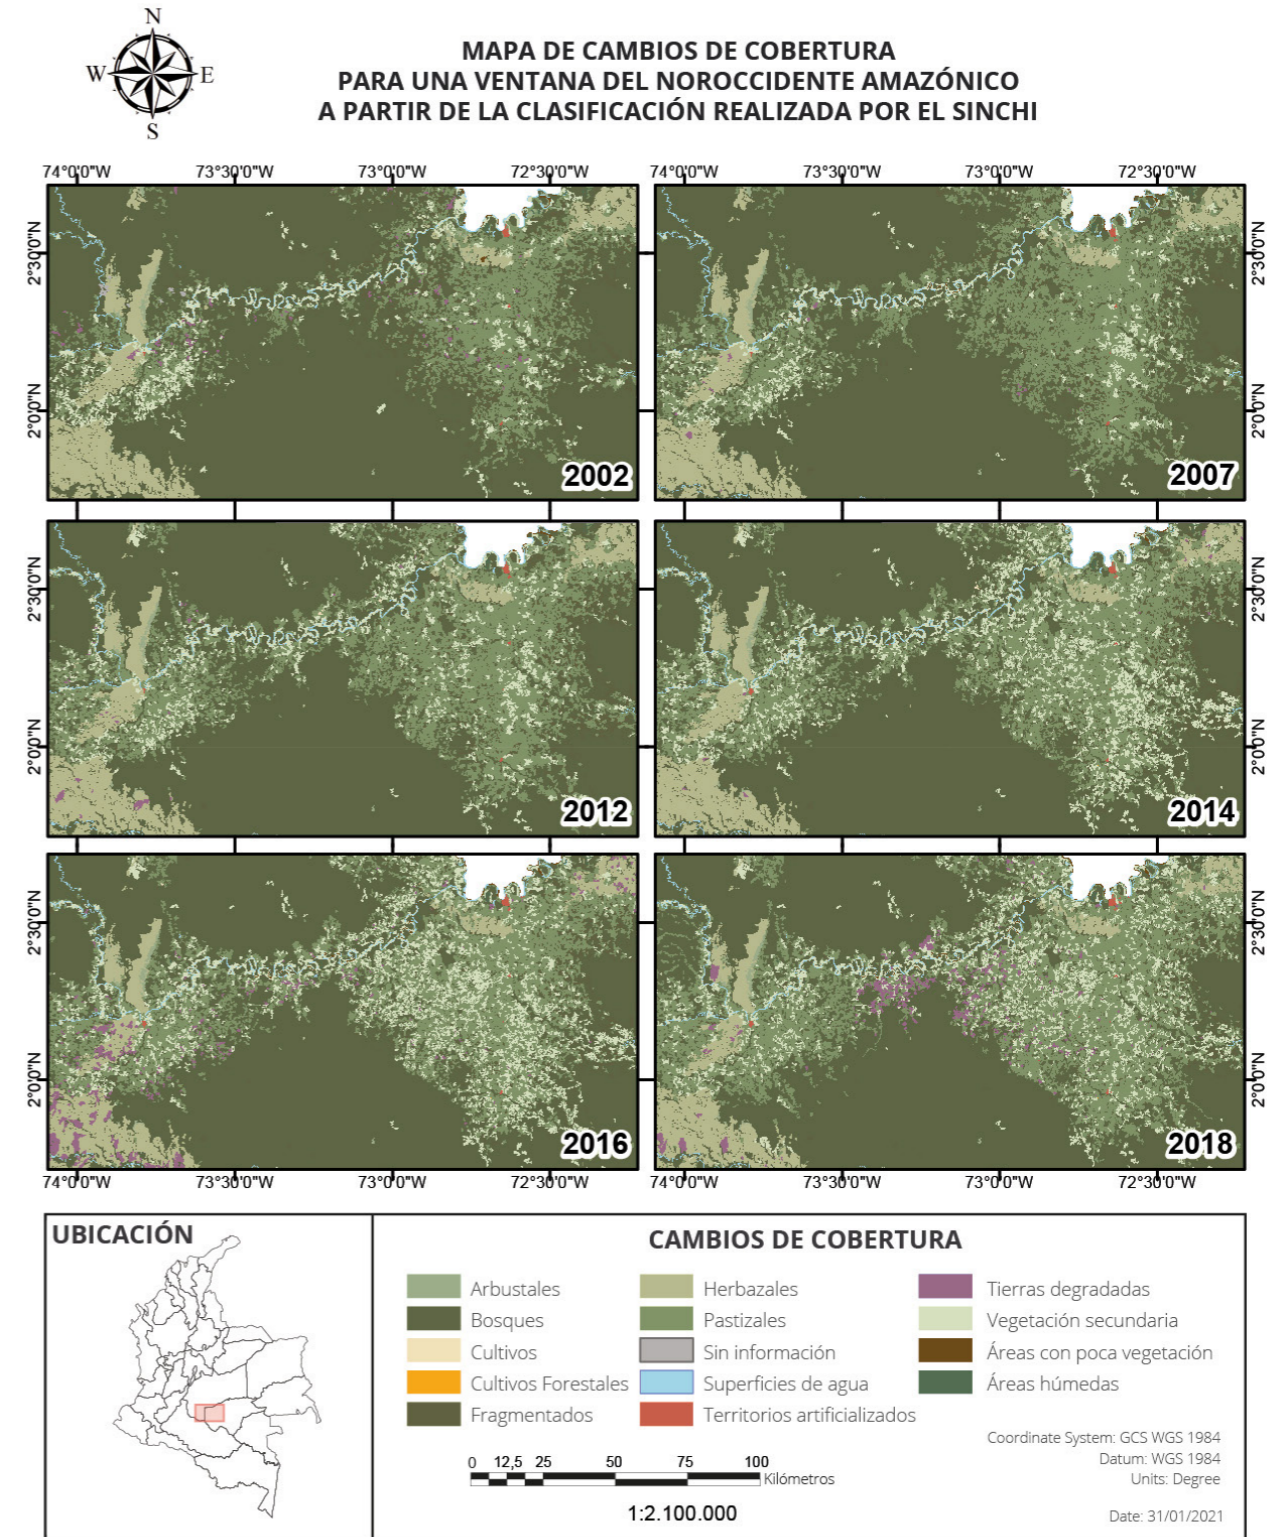 N
W E
S
MAPA DE CAMBIOS DE COBERTURA
PARA UNA VENTANA DEL NOROCCIDENTE AMAZÓNICO
A PARTIR DE LA CLASIFICACIÓN REALIZADA POR EL SINCHI
74°0'0"W 73°30'0"W 73°0'0"W 72°30'0"W 74°0'0"W 73°30'0"W 73°0'0"W 72°30'0"W
2°30'0"N 2°30'0"N
2°0'0"N 2°0'0"N
2002 2007
2°30'0"N 2°30'0"N
2°0'0"N 2°0'0"N
2012 2014
2°30'0"N 2°30'0"N
2°0'0"N 2°0'0"N
2016 2018
74°0'0"W 73°30'0"W 73°0'0"W 72°30'0"W 74°0'0"W 73°30'0"W 73°0'0"W 72°30'0"W
UBICACIÓN
CAMBIOS DE COBERTURA
Arbustales
Bosques
Cultivos
Cultivos Forestales
Fragmentados
Herbazales
Pastizales
Sin información
Superficies de agua
Territorios artificializados
Tierras degradadas
Vegetación secundaria
Áreas con poca vegetación
Áreas húmedas
0 12,5 25 50 75 100
Kilómetros
1:2.100.000
Coordinate System: GCS WGS 1984
Datum: WGS 1984
Units: Degree
Date: 31/01/2021